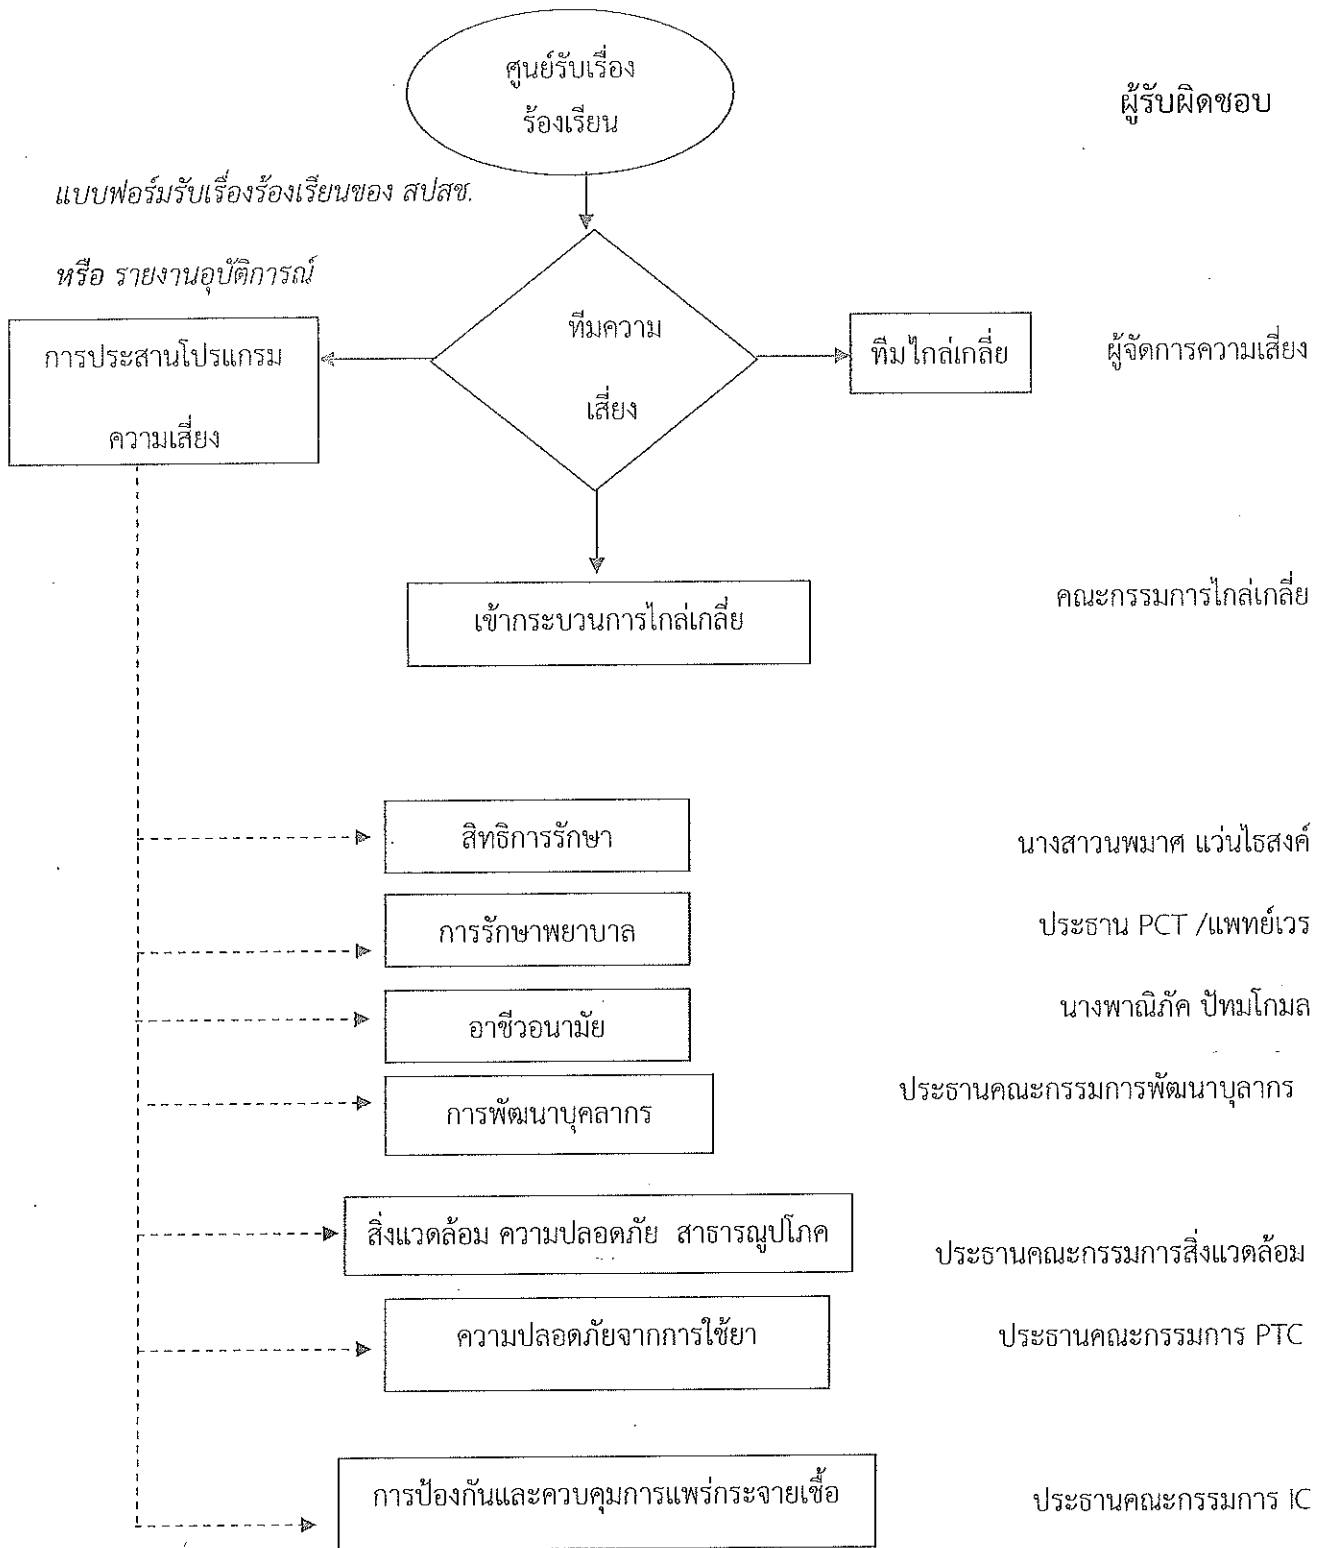 ศูนย์รับเรื่อง
ร้องเรียน
ผู้รับผิดชอบ
แบบฟอร์มรับเรื่องร้องเรียนของ สปสช.
หรือ รายงานอุบัติการณ์
ทีมความ
เสี่ยง
การประสานโปรแกรม
ความเสี่ยง
ทีมไกล่เกลี่ย
ผู้จัดการความเสี่ยง
เข้ากระบวนการไกล่เกลี่ย
คณะกรรมการไกล่เกลี่ย
สิทธิการรักษา
นางสาวนพมาศ แว่นไธสงค์
การรักษาพยาบาล
ประธาน PCT /แพทย์เวร
อาชีวอนามัย
นางพาณิภัค ปัทมโกมล
การพัฒนาบุคลากร
ประธานคณะกรรมการพัฒนาบุลากร
สิ่งแวดล้อม ความปลอดภัย สาธารณูปโภค
ประธานคณะกรรมการสิ่งแวดล้อม
ความปลอดภัยจากการใช้ยา
ประธานคณะกรรมการ PTC
การป้องกันและควบคุมการแพร่กระจายเชื้อ
ประธานคณะกรรมการ IC